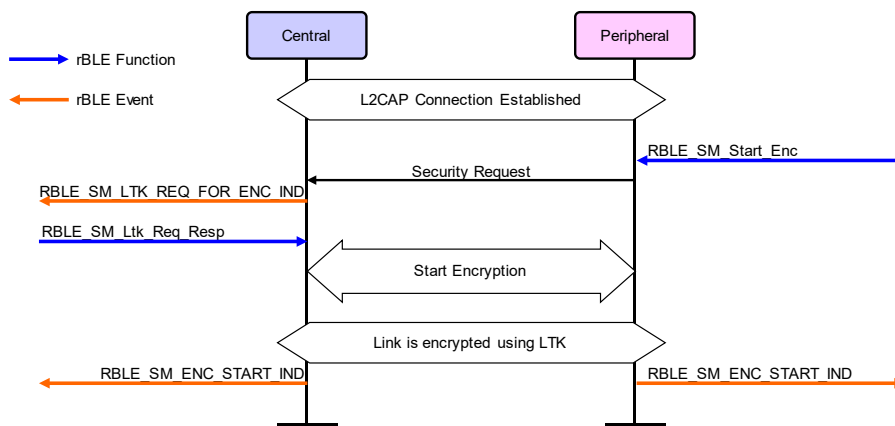 Central
Peripheral
rBLE Function
rBLE Event
L2CAP Connection Established
RBLE_SM_Start_Enc
Security Request
RBLE_SM_LTK_REQ_FOR_ENC_IND
RBLE_SM_Ltk_Req_Resp
Start Encryption
Link is encrypted using LTK
RBLE_SM_ENC_START_IND
RBLE_SM_ENC_START_IND